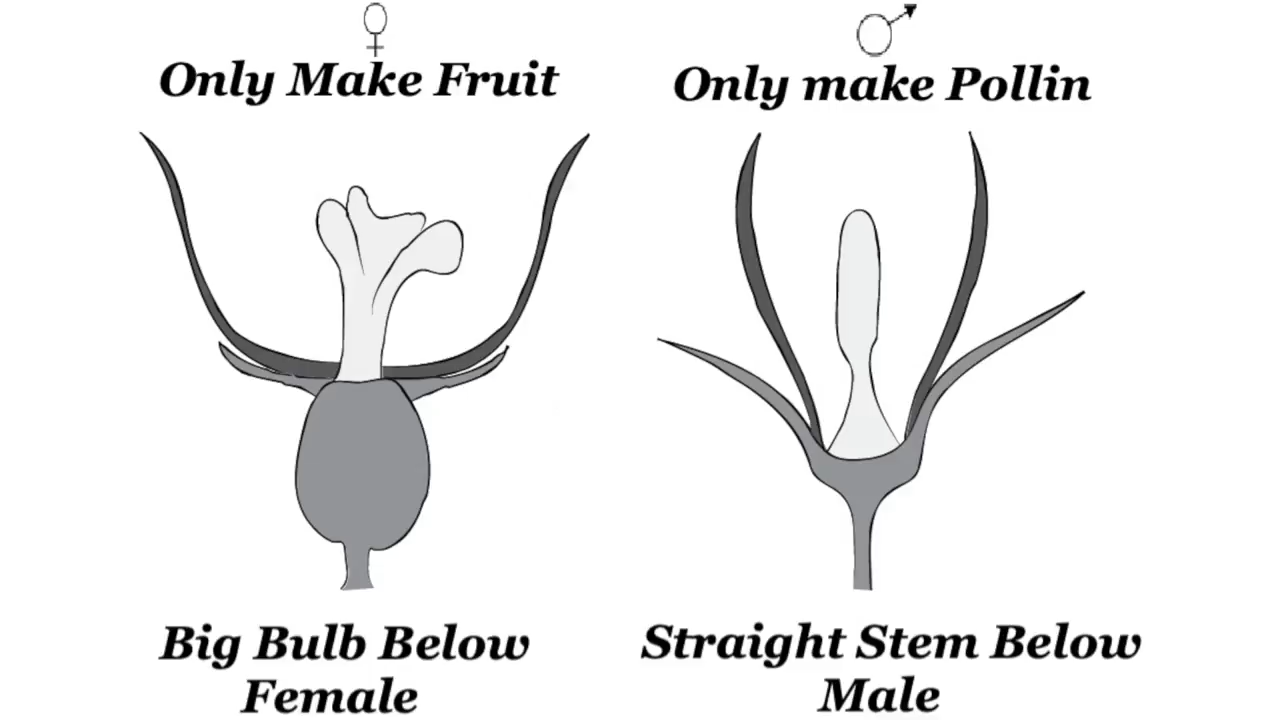 Only Make Fruit
Only make Pollin
Big Bulb Below
Female
Straight Stem Below
Male